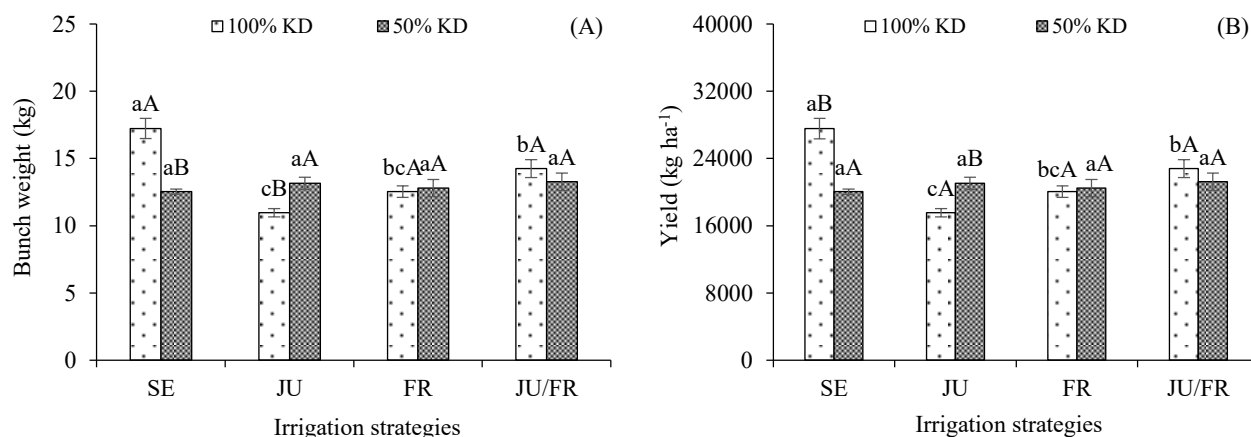 100% KD
50% KD
(A)
Bunch weight (kg)
25
20
15
10
5
0
aA
aB
cB
aA
bcA
aA
bA
aA
SE
JU
FR
JU/FR
Irrigation strategies
100% KD
50% KD
(B)
Yield (kg ha⁻¹)
40000
32000
24000
16000
8000
0
aB
aA
cA
aB
bcA
aA
bA
aA
SE
JU
FR
JU/FR
Irrigation strategies